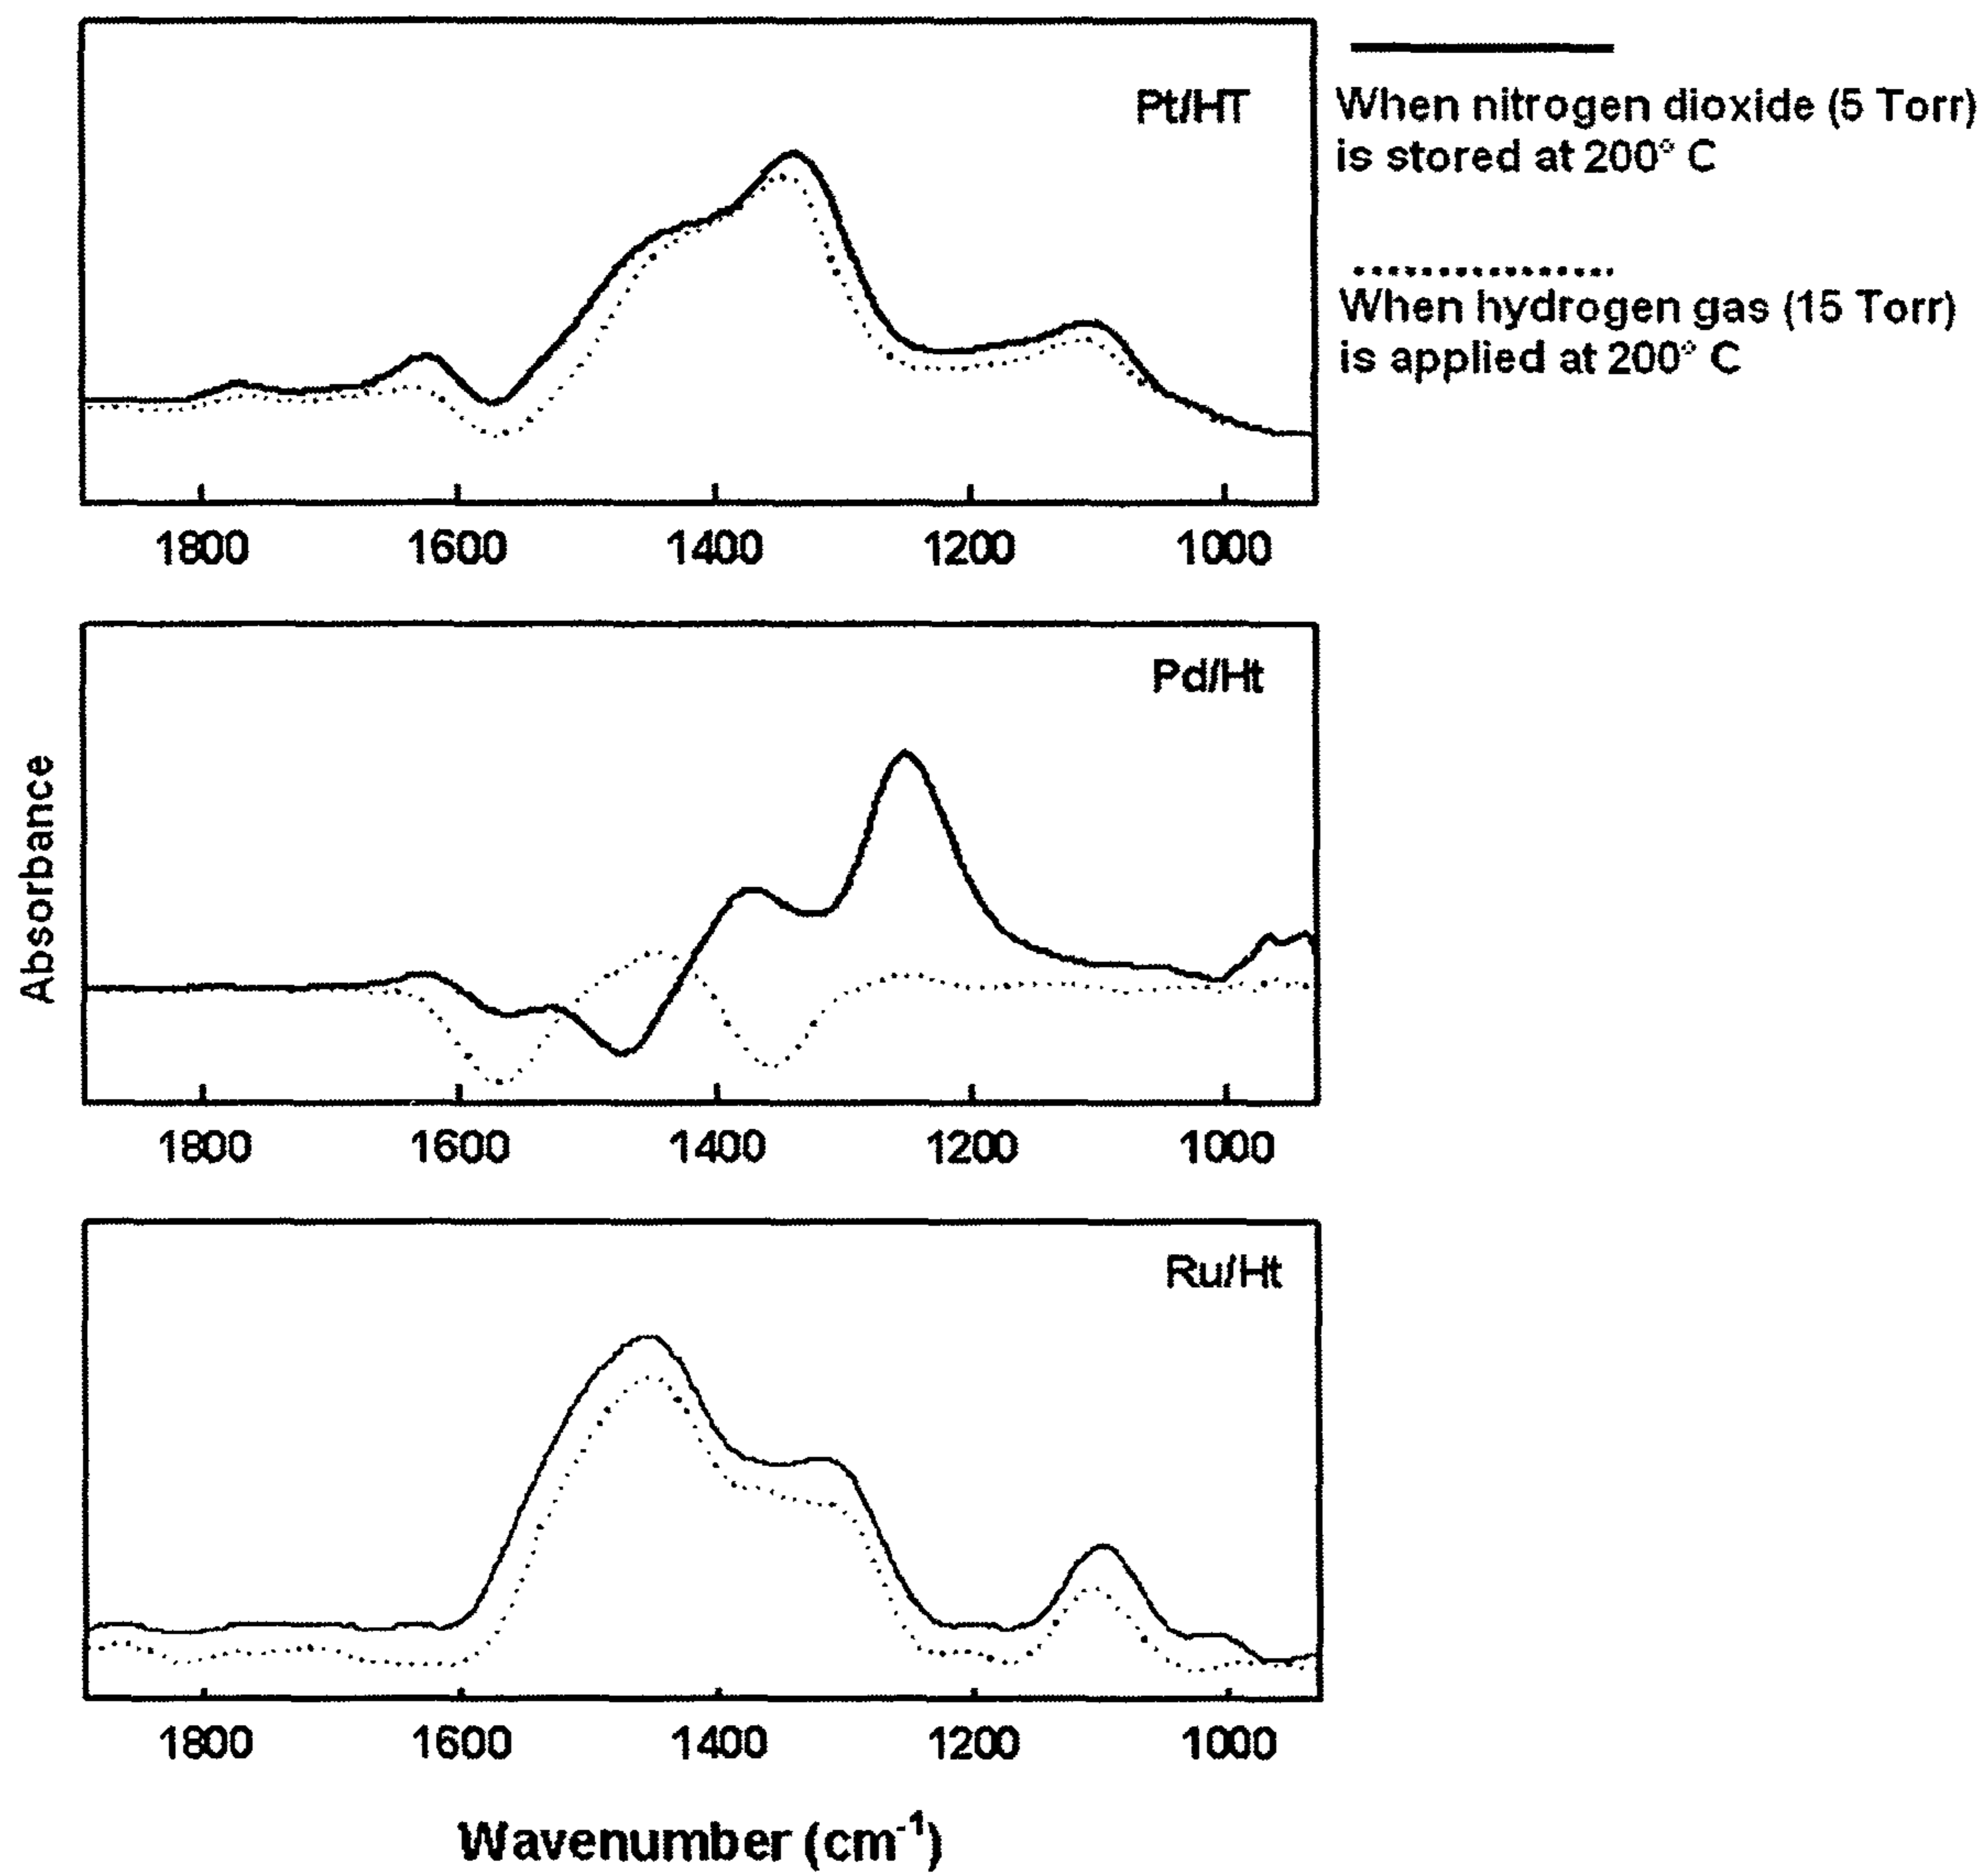 Pt/HT
When nitrogen dioxide (5 Torr)
is stored at 200° C
When hydrogen gas (15 Torr)
is applied at 200° C
1800 1600 1400 1200 1000
Pd/Ht
Absorbance
1800 1600 1400 1200 1000
Ru/Ht
1800 1600 1400 1200 1000
Wavenumber (cm⁻¹)